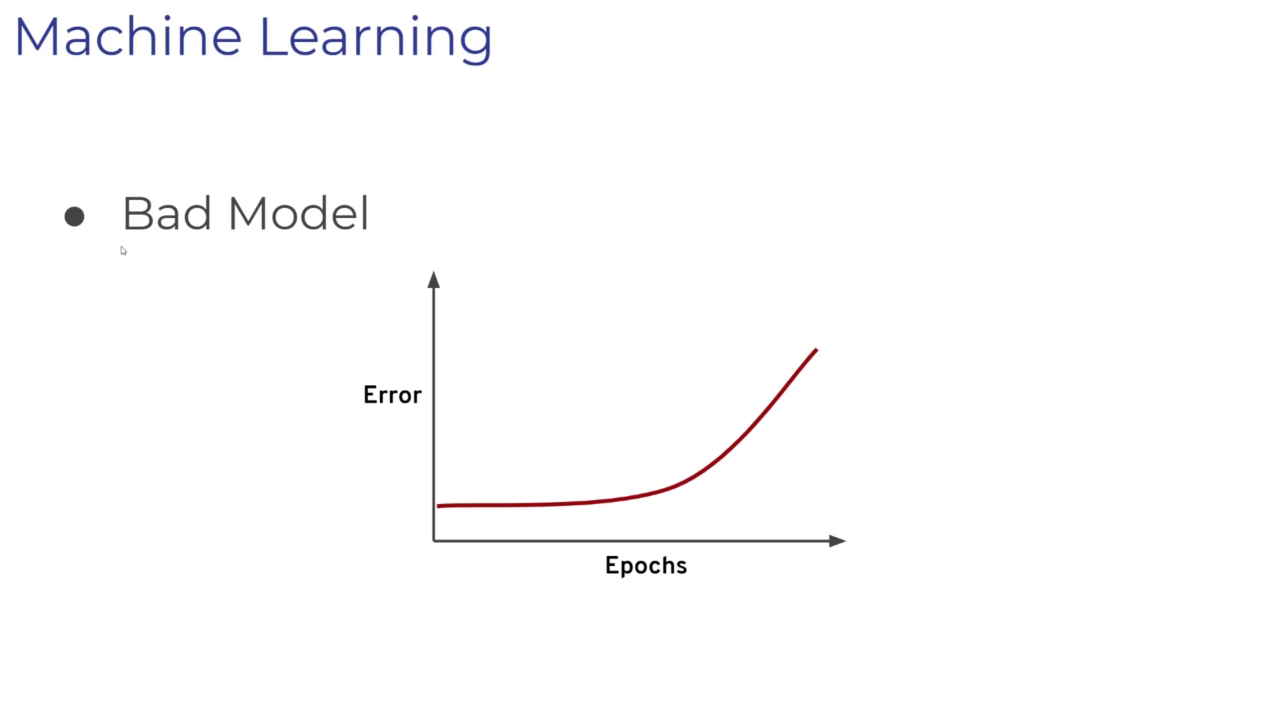 Machine Learning
● Bad Model
Error
Epochs